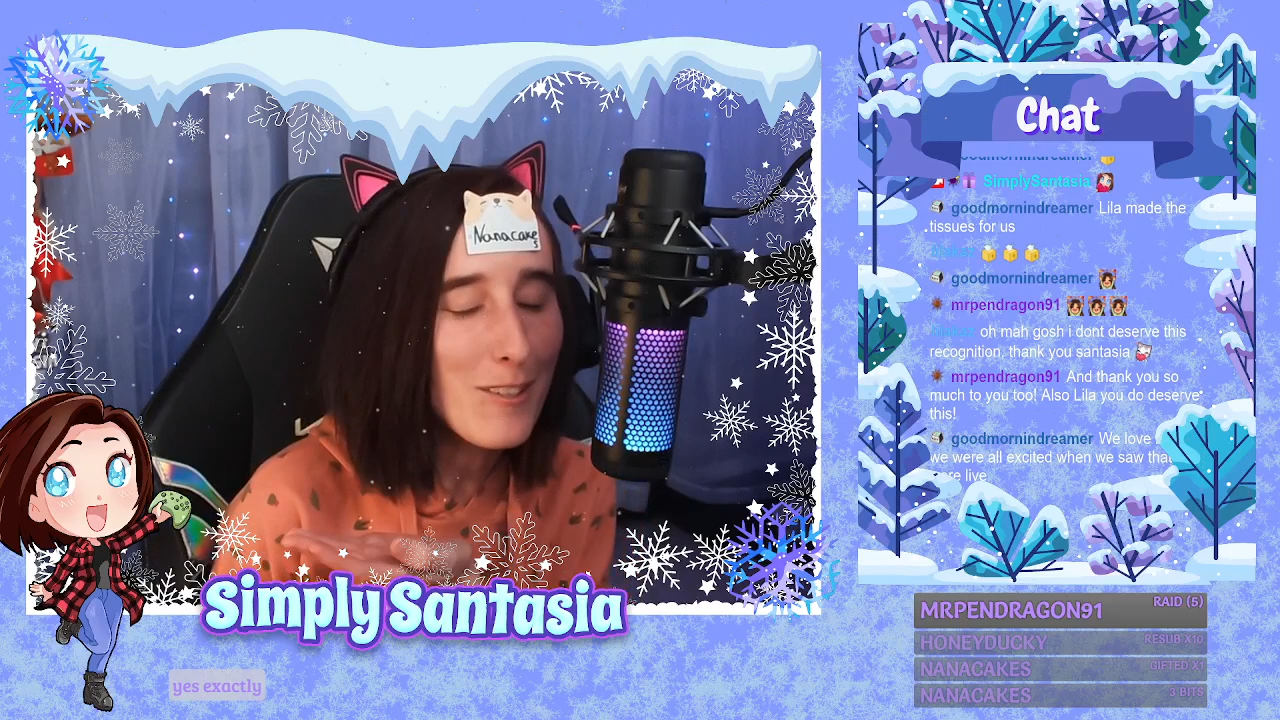 Chat
goodmornindreamer
SimplySantasia
goodmornindreamer Lila made the
tissues for us
goodmornindreamer
mrpendragon91
oh mah gosh i dont deserve this
recognition, thank you santasia
mrpendragon91 And thank you so
much to you too! Also Lila you do deserve
this!
goodmornindreamer We love
we were all excited when we saw
live
Nanacakes
Simply Santasia
yes exactly
MRPENDRAGON91 RAID (5)
HONEYDUCKY RESUB X10
NANACAKES GIFTED X1
NANACAKES 3 BITS